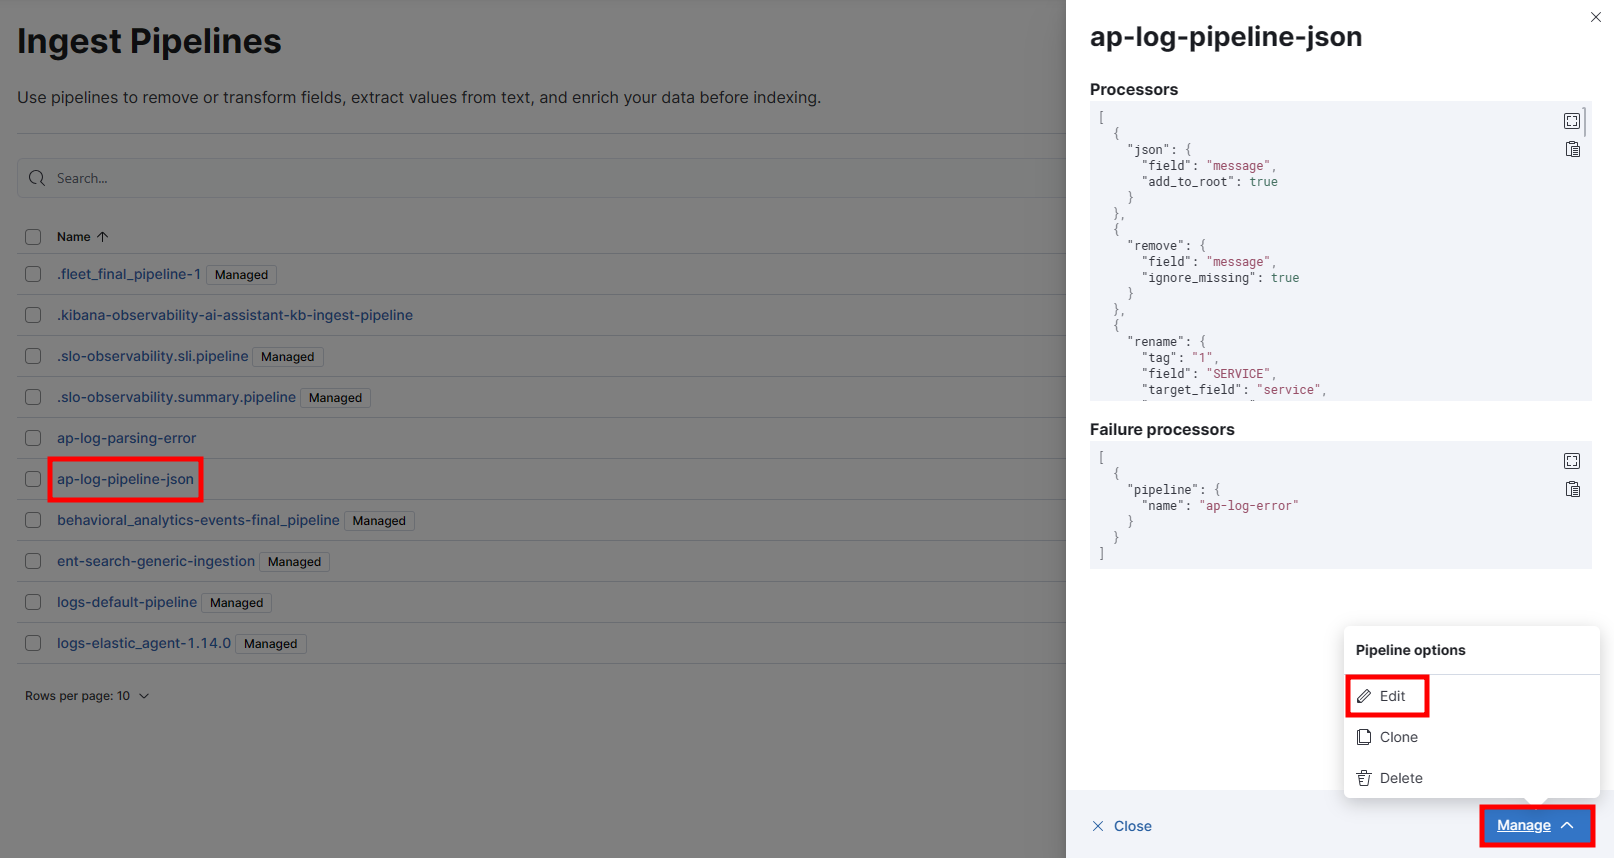 Ingest Pipelines
Use pipelines to remove or transform fields, extract values from text, and enrich your data before indexing.
Search...
Name
.fleet_final_pipeline-1 Managed
.kibana-observability-ai-assistant-kb-ingest-pipeline
.slo-observability.sli.pipeline Managed
.slo-observability.summary.pipeline Managed
ap-log-parsing-error
ap-log-pipeline-json
behavioral_analytics-events-final_pipeline Managed
ent-search-generic-ingestion Managed
logs-default-pipeline Managed
logs-elastic_agent-1.14.0 Managed
Rows per page: 10
ap-log-pipeline-json
Processors
[
{
"json": {
"field": "message",
"add_to_root": true
}
},
{
"remove": {
"field": "message",
"ignore_missing": true
}
},
{
"rename": {
"tag": "1",
"field": "SERVICE",
"target_field": "service",
Failure processors
[
{
"pipeline": {
"name": "ap-log-error"
}
}
]
Pipeline options
Edit
Clone
Delete
Close
Manage